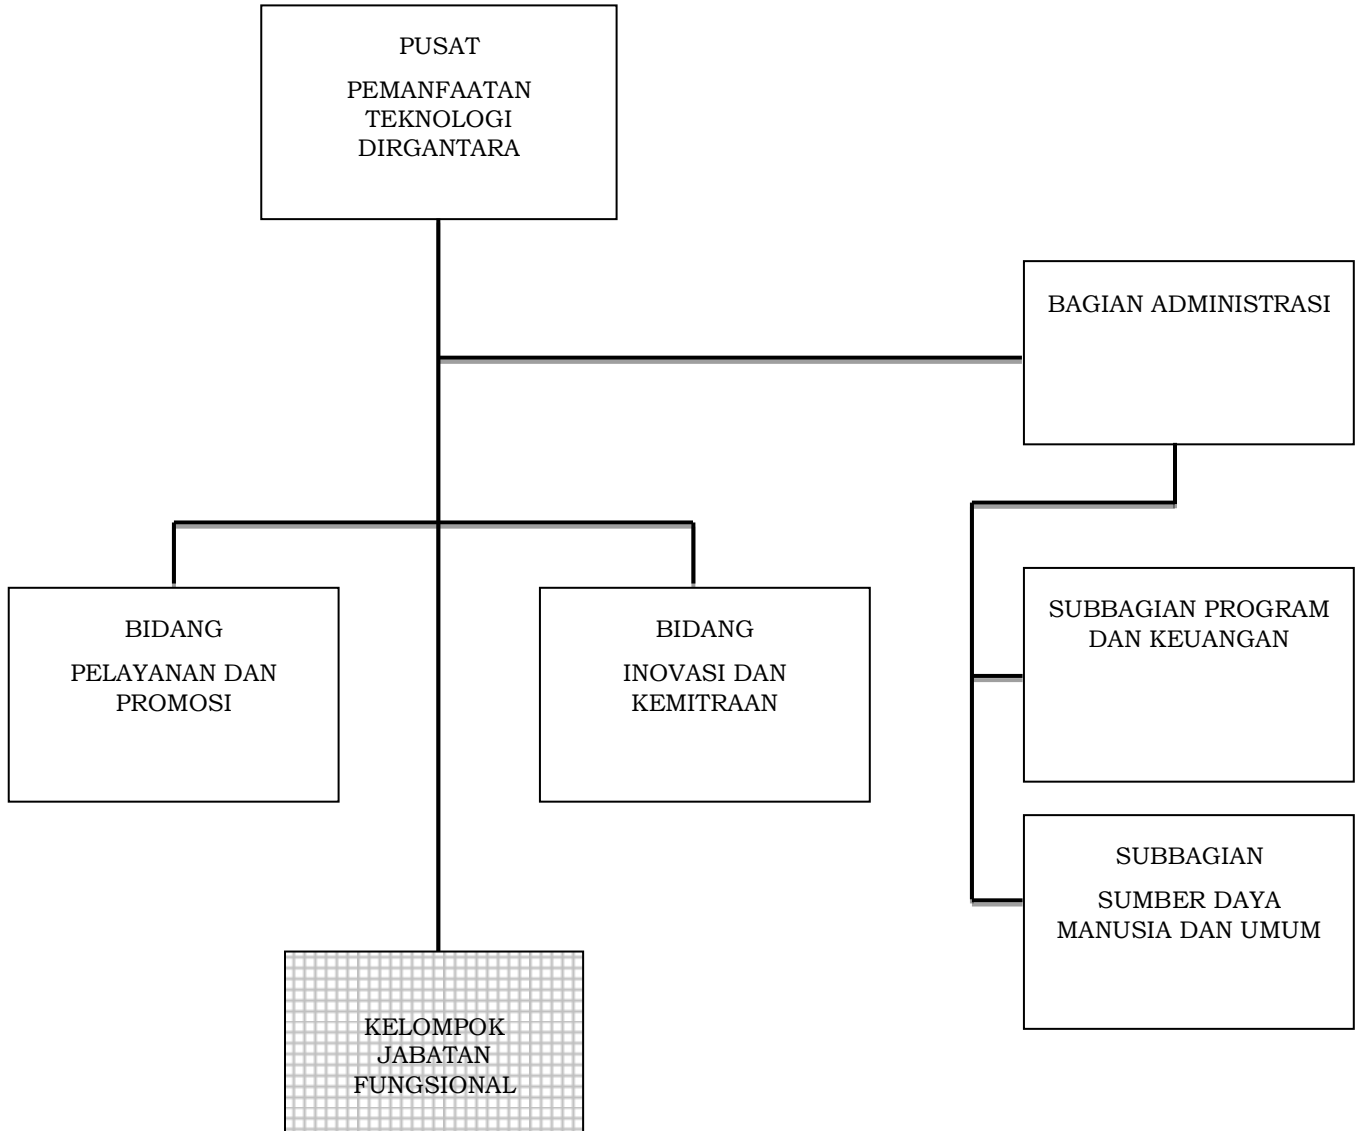 PUSAT
PEMANFAATAN
TEKNOLOGI
DIRGANTARA
BAGIAN ADMINISTRASI
BIDANG
PELAYANAN DAN
PROMOSI
BIDANG
INOVASI DAN
KEMITRAAN
SUBBAGIAN PROGRAM
DAN KEUANGAN
SUBBAGIAN
SUMBER DAYA
MANUSIA DAN UMUM
KELOMPOK
JABATAN
FUNGSIONAL